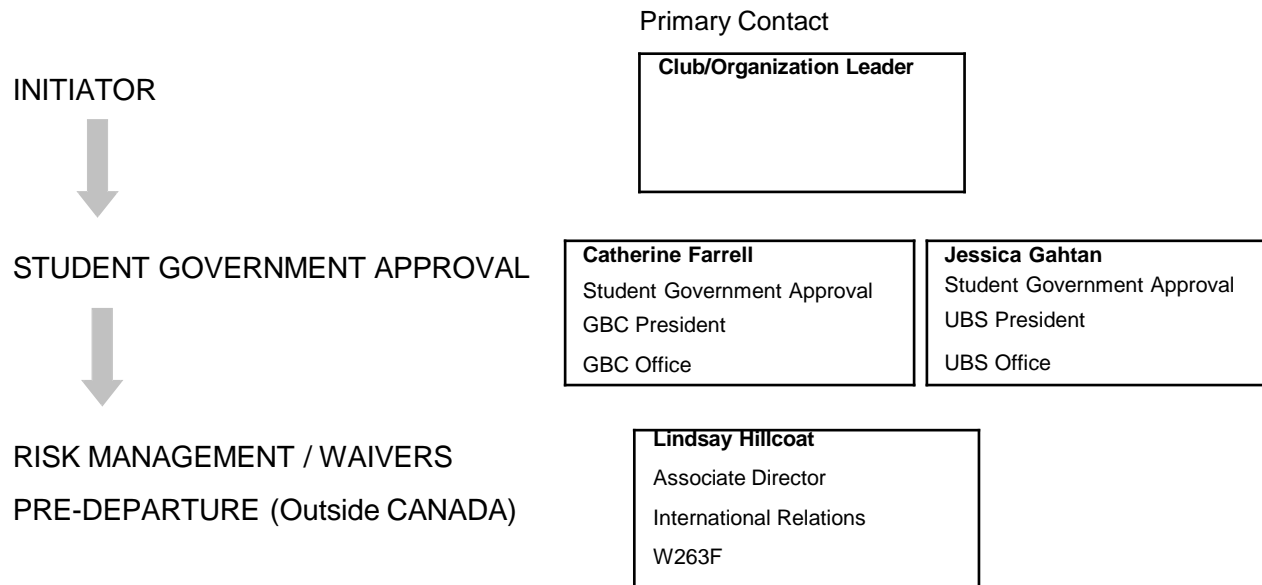 Primary Contact
INITIATOR
Club/Organization Leader
STUDENT GOVERNMENT APPROVAL
Catherine Farrell
Student Government Approval
GBC President
GBC Office
Jessica Gahtan
Student Government Approval
UBS President
UBS Office
RISK MANAGEMENT / WAIVERS
PRE-DEPARTURE (Outside CANADA)
Lindsay Hillcoat
Associate Director
International Relations
W263F